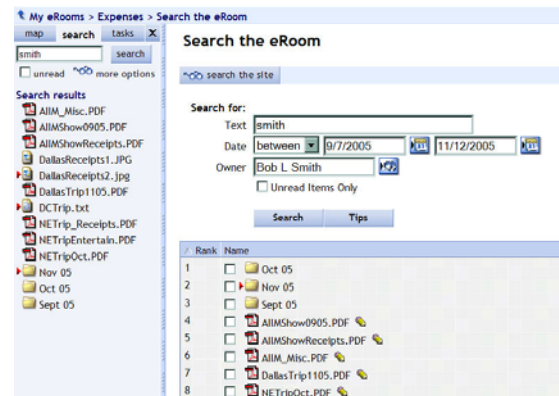 My eRooms > Expenses > Search the eRoom
map search tasks X
smith search
unread more options
Search results
AIIM_Misc.PDF
AIIMShow0905.PDF
AIIMShowReceipts.PDF
DallasReceipts1.JPG
DallasReceipts2.jpg
DallasTrip1105.PDF
DCTrip.txt
NETrip_Receipts.PDF
NETripEntertain.PDF
NETripOct.PDF
Nov 05
Oct 05
Sept 05
Search the eRoom
search the site
Search for:
Text smith
Date between 9/7/2005 11/12/2005
Owner Bob L Smith
Unread Items Only
Search Tips
Rank Name
1 Oct 05
2 Nov 05
3 Sept 05
4 AIIMShow0905.PDF
5 AIIMShowReceipts.PDF
6 AIIM_Misc.PDF
7 DallasTrip1105.PDF
8 NETripOct.PDF